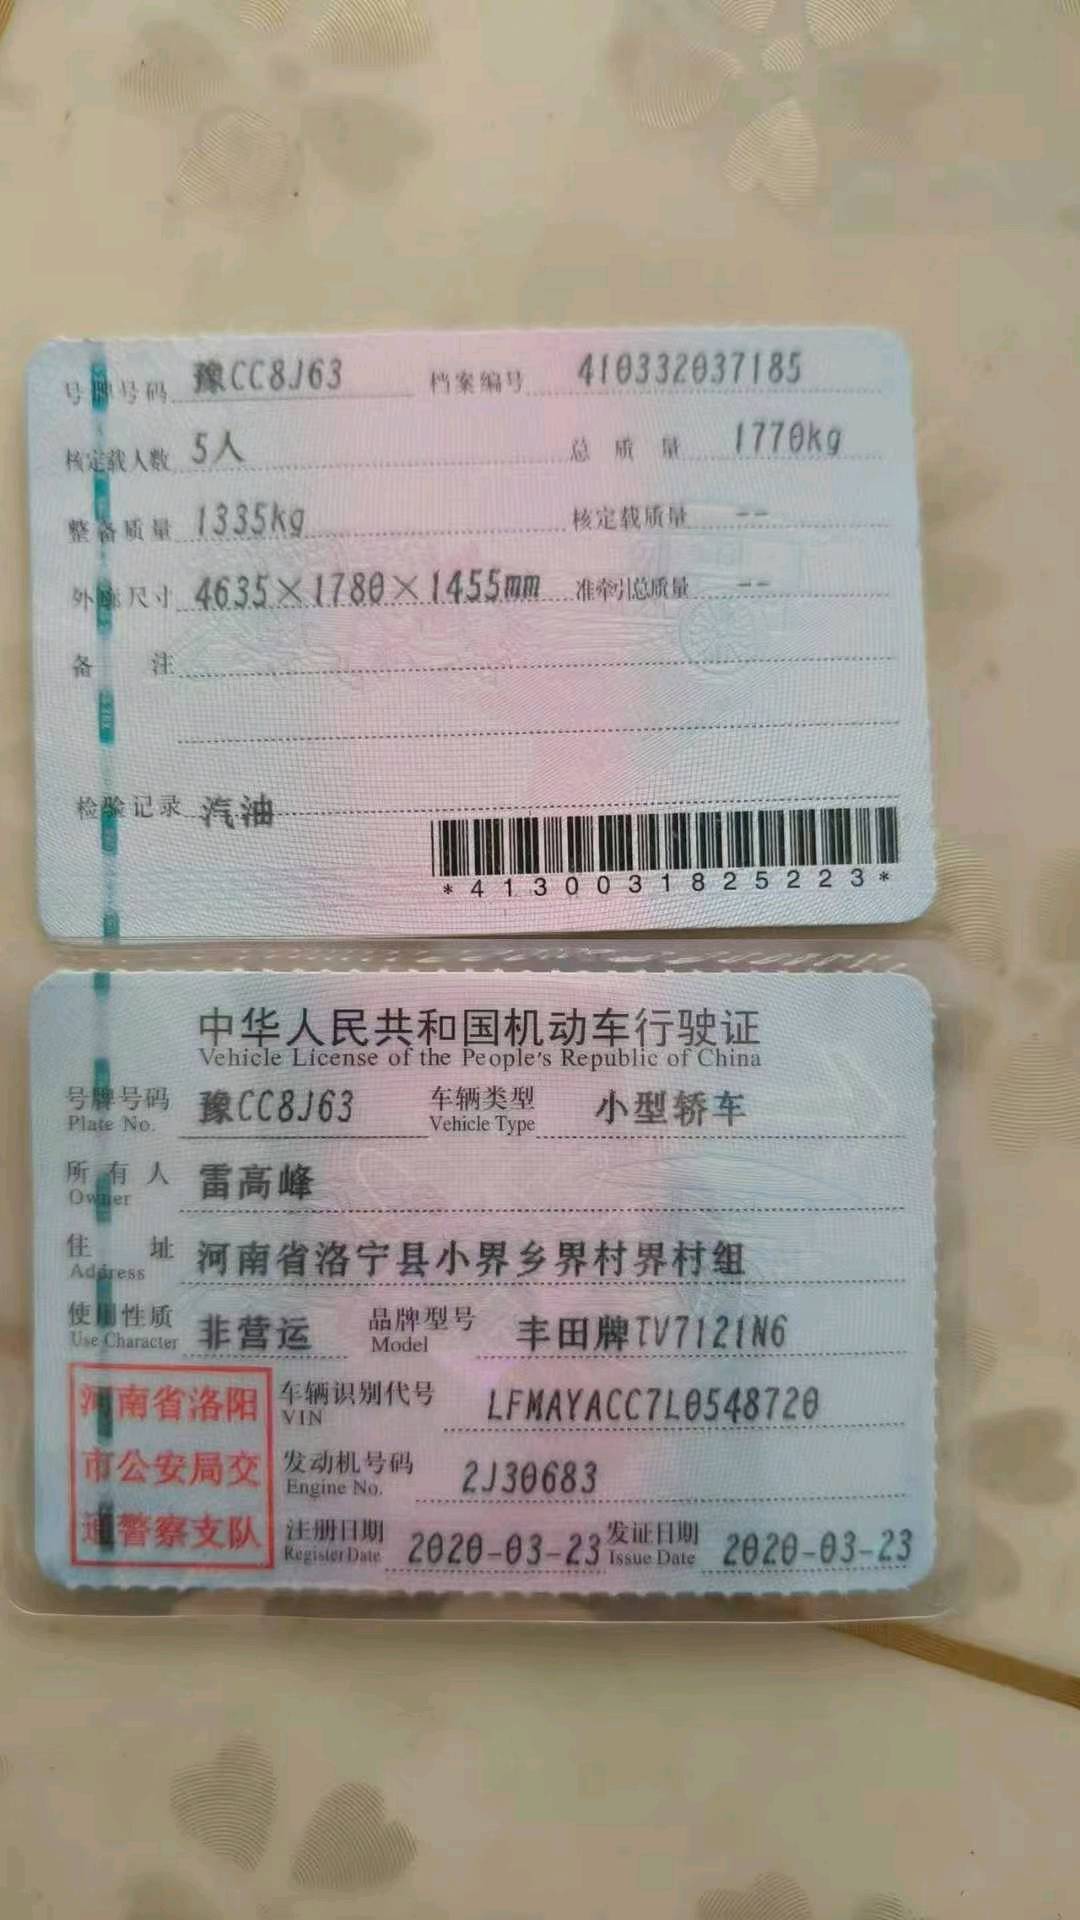 号牌号码 豫CC8J63 档案编号 410332037185
核定载人数 5人 总质量 1770kg
整备质量 1335kg 核定载质量 --
外廓尺寸 4635×1780×1455mm 准牵引总质量 --
备注
检验记录 汽油
*4130031825223*
中华人民共和国机动车行驶证
Vehicle License of the People's Republic of China
号牌号码 豫CC8J63 车辆类型 小型轿车
Plate No. Vehicle Type
所有人 雷高峰
Owner
住址 河南省洛宁县小界乡界村界村组
Address
使用性质 非营运 品牌型号 丰田牌TV7121N6
Use Character Model
河南省洛阳
市公安局交
通警察支队
车辆识别代号 LFMAYACC7L0548720
VIN
发动机号码 2J30683
Engine No.
注册日期 2020-03-23 发证日期 2020-03-23
Register Date Issue Date